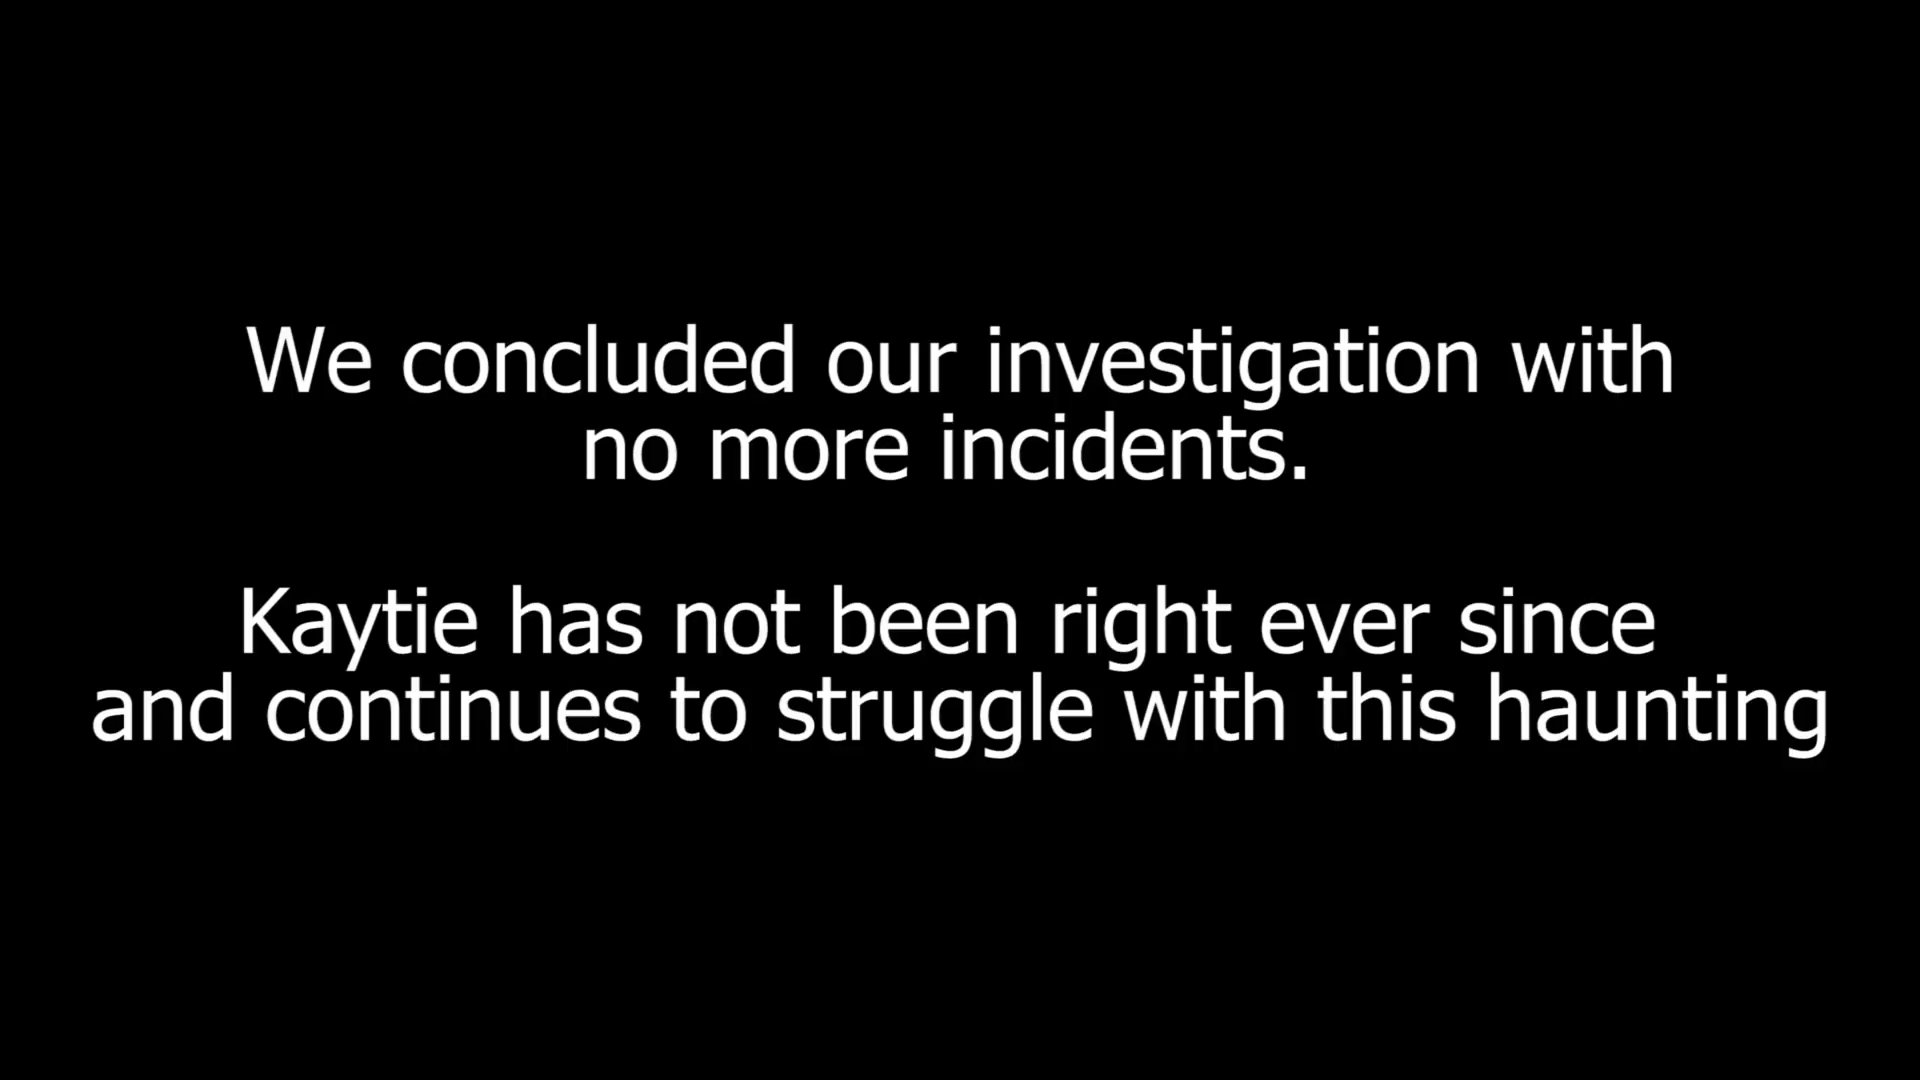 We concluded our investigation with
no more incidents.
Kaytie has not been right ever since
and continues to struggle with this haunting